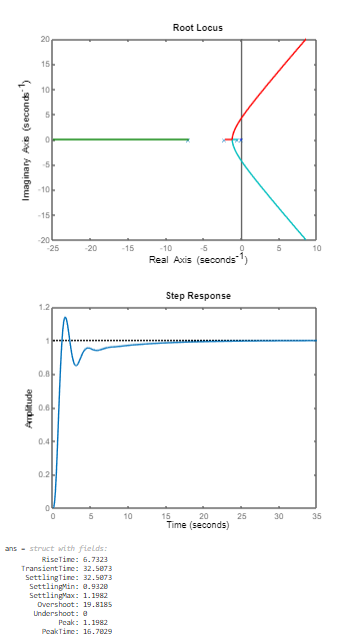 Root Locus
20
15
10
5
0
-5
-10
-15
-20
Imaginary Axis (seconds⁻¹)
-25 -20 -15 -10 -5 0 5 10
Real Axis (seconds⁻¹)
Step Response
1.2
1
0.8
0.6
0.4
0.2
0
Amplitude
0 5 10 15 20 25 30 35
Time (seconds)
ans = struct with fields:
RiseTime: 6.7323
TransientTime: 32.5073
SettlingTime: 32.5073
SettlingMin: 0.9320
SettlingMax: 1.1982
Overshoot: 19.8185
Undershoot: 0
Peak: 1.1982
PeakTime: 16.7029